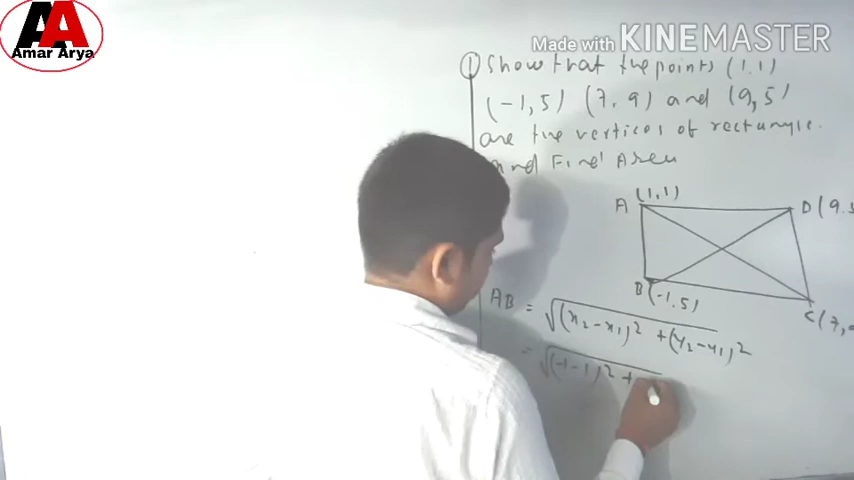 AA
Amar Arya
Made with KINEMASTER
① Show that the points (1.1)
(-1,5) (7,9) and (9,5)
are the vertices of rectangle.
and Find Area
A (1,1) D (9.5
B (-1.5) C (7,
AB = √(x₂-x₁)² + (y₂-y₁)²
= √(-1-1)² +